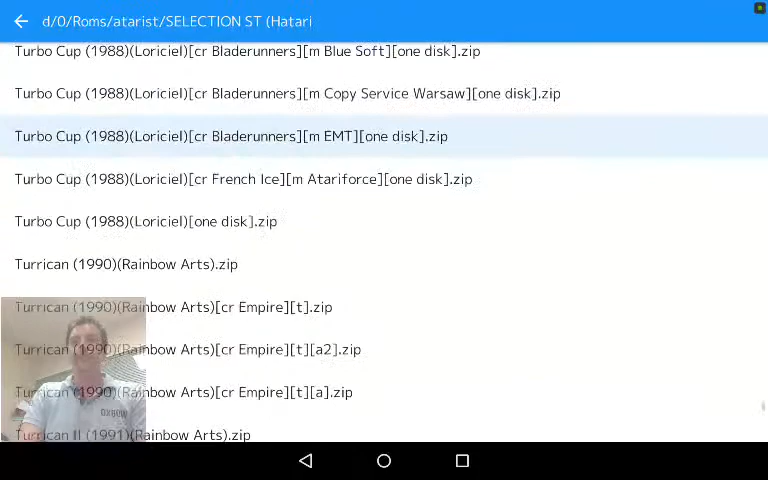 d/0/Roms/atarist/SELECTION ST (Hatari
Turbo Cup (1988)(Loriciel)[cr Bladerunners][m Blue Soft][one disk].zip
Turbo Cup (1988)(Loriciel)[cr Bladerunners][m Copy Service Warsaw][one disk].zip
Turbo Cup (1988)(Loriciel)[cr Bladerunners][m EMT][one disk].zip
Turbo Cup (1988)(Loriciel)[cr French Ice][m Atariforce][one disk].zip
Turbo Cup (1988)(Loriciel)[one disk].zip
Turrican (1990)(Rainbow Arts).zip
Turrican (1990)(Rainbow Arts)[cr Empire][t].zip
Turrican (1990)(Rainbow Arts)[cr Empire][t][a2].zip
Turrican (1990)(Rainbow Arts)[cr Empire][t][a].zip
Turrican II (1991)(Rainbow Arts).zip